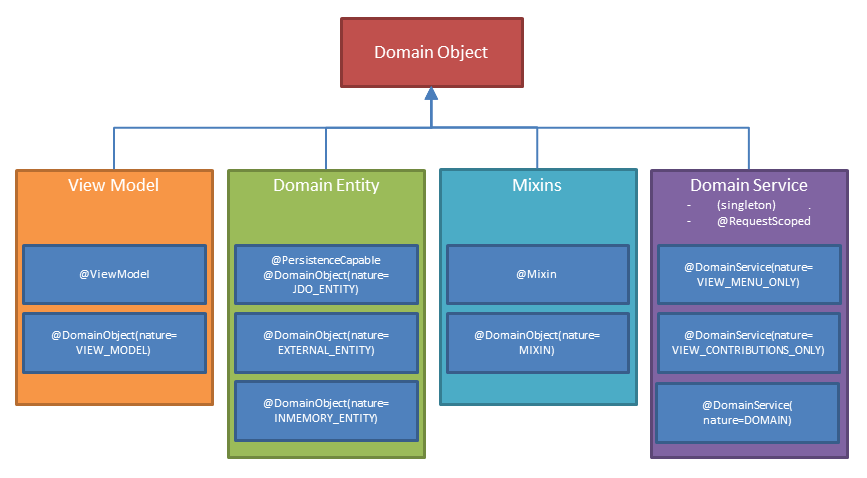 Domain Object
View Model
@ViewModel
@DomainObject(nature=
VIEW_MODEL)
Domain Entity
@PersistenceCapable
@DomainObject(nature=
JDO_ENTITY)
@DomainObject(nature=
EXTERNAL_ENTITY)
@DomainObject(nature=
INMEMORY_ENTITY)
Mixins
@Mixin
@DomainObject(nature=
MIXIN)
Domain Service
- (singleton) .
- @RequestScoped
@DomainService(nature=
VIEW_MENU_ONLY)
@DomainService(nature=
VIEW_CONTRIBUTIONS_ONLY)
@DomainService(
nature=DOMAIN)